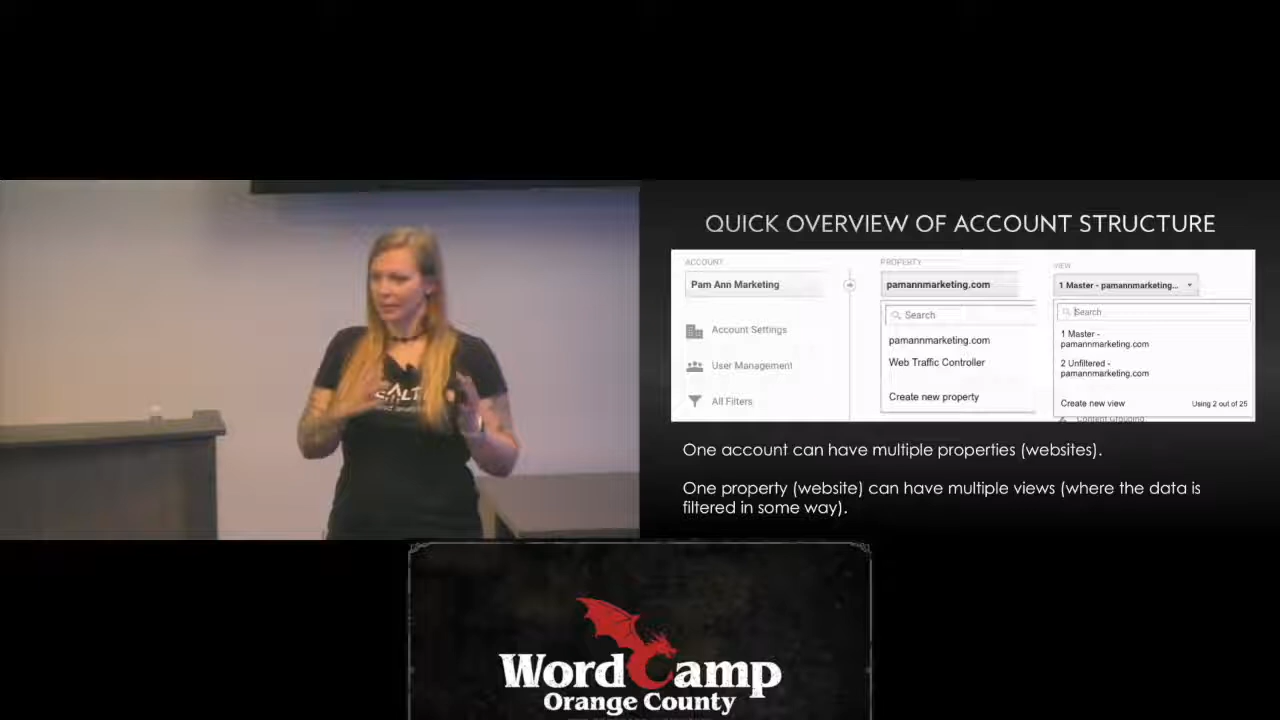 QUICK OVERVIEW OF ACCOUNT STRUCTURE
ACCOUNT
Pam Ann Marketing
Account Settings
User Management
All Filters
PROPERTY
pamannmarketing.com
Search
pamannmarketing.com
Web Traffic Controller
Create new property
VIEW
1 Master - pamannmarketing...
Search
1 Master -
pamannmarketing.com
2 Unfiltered -
pamannmarketing.com
Create new view
Using 2 out of 25
Content Grouping
One account can have multiple properties (websites).
One property (website) can have multiple views (where the data is
filtered in some way).
WordCamp
Orange County